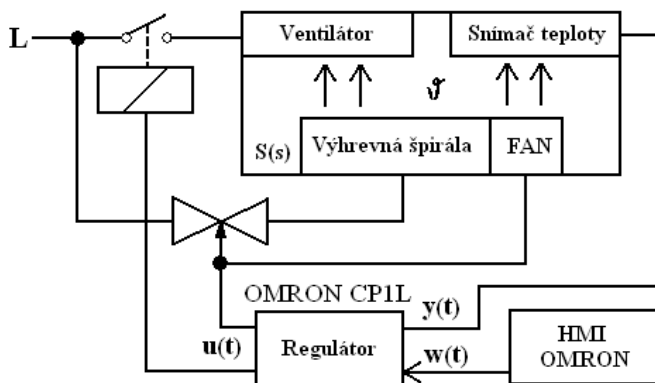 L
Ventilátor
Snímač teploty
ϑ
S(s)
Výhrevná špirála
FAN
OMRON CP1L
y(t)
u(t)
Regulátor
w(t)
HMI
OMRON